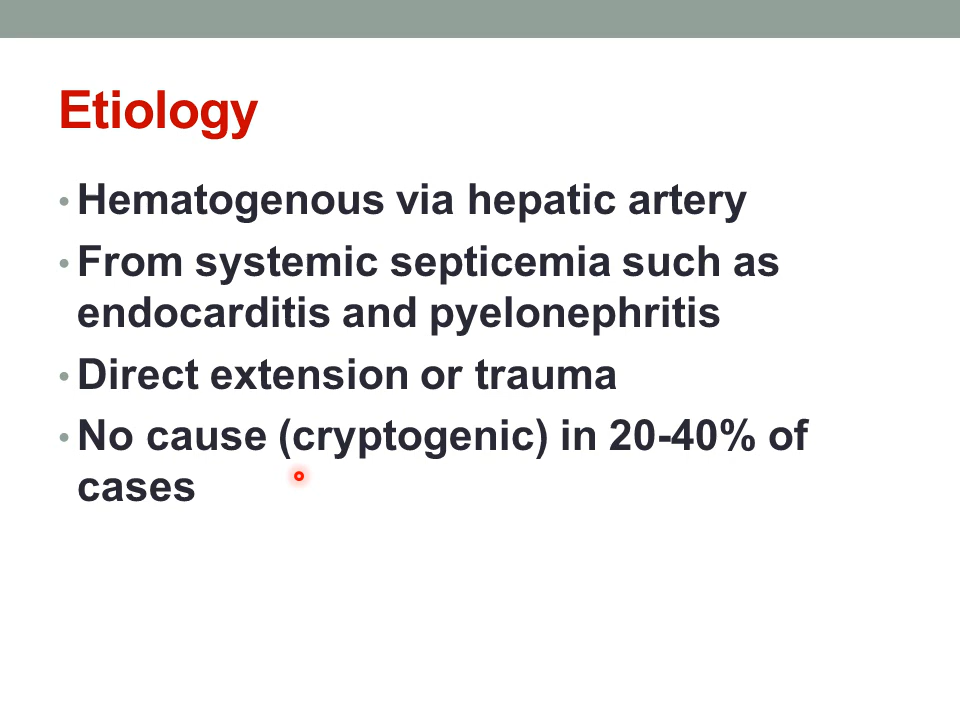 Etiology
• Hematogenous via hepatic artery
• From systemic septicemia such as
endocarditis and pyelonephritis
• Direct extension or trauma
• No cause (cryptogenic) in 20-40% of
cases